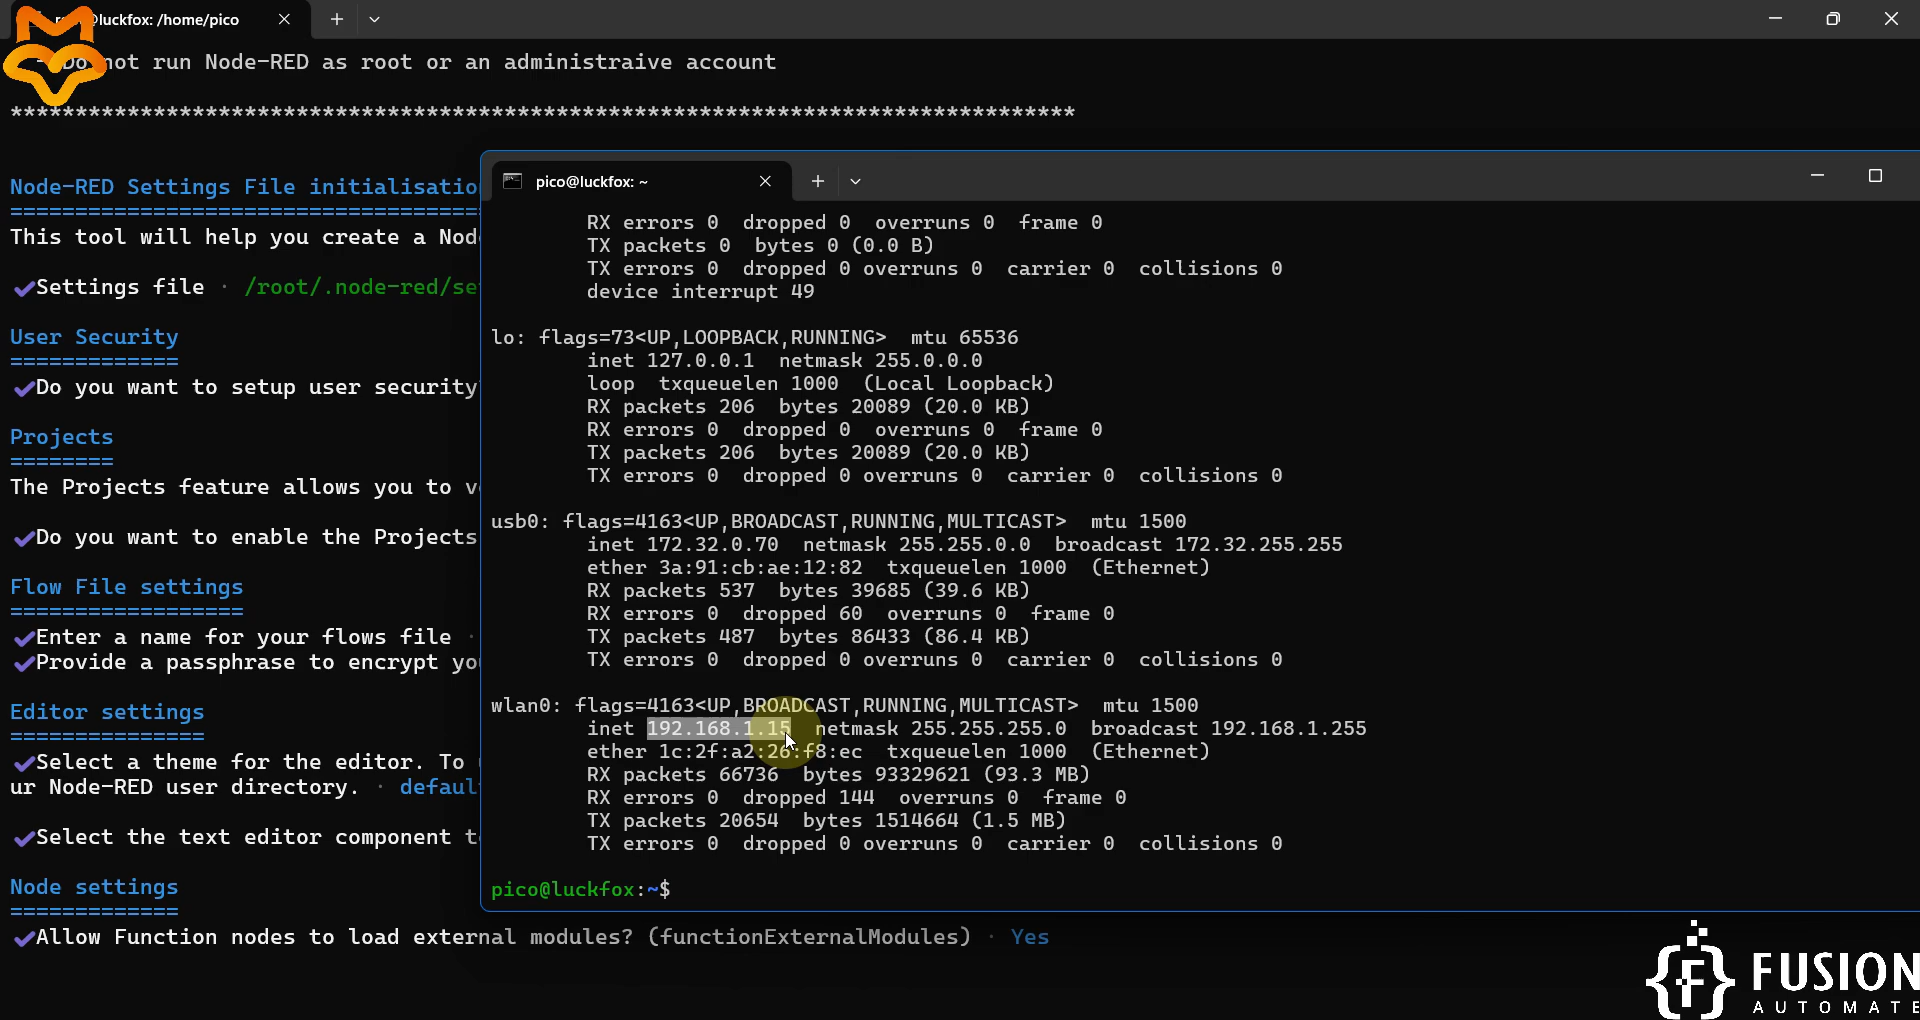 @luckfox: /home/pico
Do not run Node-RED as root or an administraive account
**********************************************************************************
Node-RED Settings File initialisatio
====================================
This tool will help you create a Nod
✔Settings file · /root/.node-red/se
User Security
=============
✔Do you want to setup user security
Projects
========
The Projects feature allows you to v
✔Do you want to enable the Projects
Flow File settings
==================
✔Enter a name for your flows file ·
✔Provide a passphrase to encrypt yo
Editor settings
===============
✔Select a theme for the editor. To
ur Node-RED user directory. · defaul
✔Select the text editor component t
Node settings
=============
✔Allow Function nodes to load external modules? (functionExternalModules) · Yes
pico@luckfox: ~
RX errors 0  dropped 0  overruns 0  frame 0
TX packets 0  bytes 0 (0.0 B)
TX errors 0  dropped 0 overruns 0  carrier 0  collisions 0
device interrupt 49
lo: flags=73<UP,LOOPBACK,RUNNING>  mtu 65536
inet 127.0.0.1  netmask 255.0.0.0
loop  txqueuelen 1000  (Local Loopback)
RX packets 206  bytes 20089 (20.0 KB)
RX errors 0  dropped 0  overruns 0  frame 0
TX packets 206  bytes 20089 (20.0 KB)
TX errors 0  dropped 0 overruns 0  carrier 0  collisions 0
usb0: flags=4163<UP,BROADCAST,RUNNING,MULTICAST>  mtu 1500
inet 172.32.0.70  netmask 255.255.0.0  broadcast 172.32.255.255
ether 3a:91:cb:ae:12:82  txqueuelen 1000  (Ethernet)
RX packets 537  bytes 39685 (39.6 KB)
RX errors 0  dropped 60  overruns 0  frame 0
TX packets 487  bytes 86433 (86.4 KB)
TX errors 0  dropped 0 overruns 0  carrier 0  collisions 0
wlan0: flags=4163<UP,BROADCAST,RUNNING,MULTICAST>  mtu 1500
inet 192.168.1.15  netmask 255.255.255.0  broadcast 192.168.1.255
ether 1c:2f:a2:26:f8:ec  txqueuelen 1000  (Ethernet)
RX packets 66736  bytes 93329621 (93.3 MB)
RX errors 0  dropped 144  overruns 0  frame 0
TX packets 20654  bytes 1514664 (1.5 MB)
TX errors 0  dropped 0 overruns 0  carrier 0  collisions 0
pico@luckfox:~$
{F} FUSION
AUTOMATE